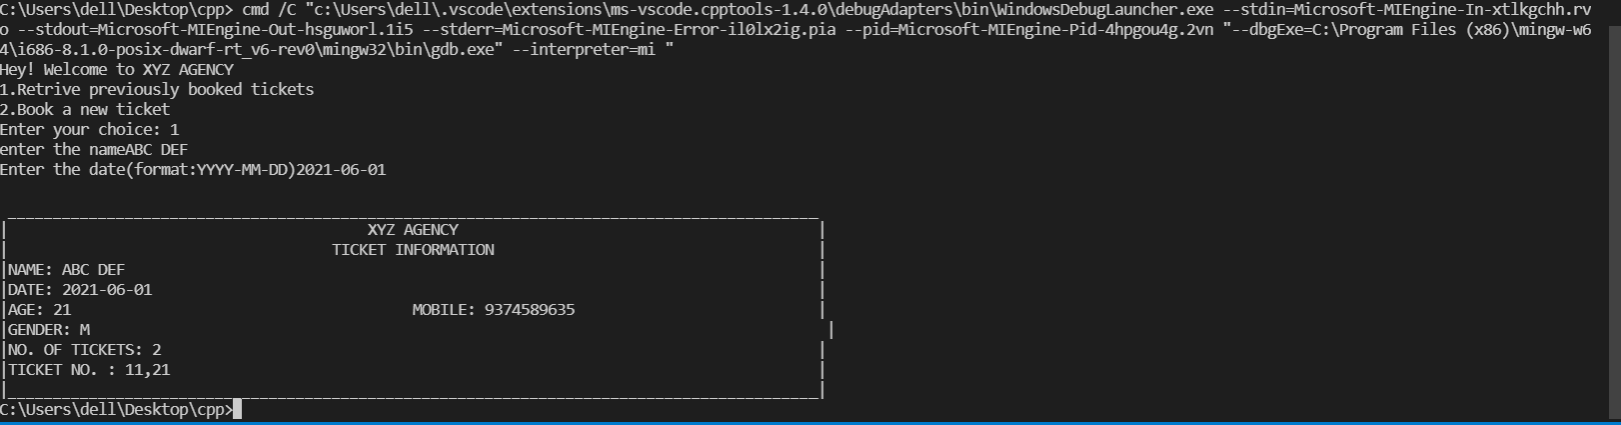 C:\Users\dell\Desktop\cpp> cmd /C "c:\Users\dell\.vscode\extensions\ms-vscode.cpptools-1.4.0\debugAdapters\bin\WindowsDebugLauncher.exe --stdin=Microsoft-MIEngine-In-xtlkgchh.rv
o --stdout=Microsoft-MIEngine-Out-hsguworl.1i5 --stderr=Microsoft-MIEngine-Error-il0lx2ig.pia --pid=Microsoft-MIEngine-Pid-4hpgou4g.2vn "--dbgExe=C:\Program Files (x86)\mingw-w6
4\i686-8.1.0-posix-dwarf-rt_v6-rev0\mingw32\bin\gdb.exe" --interpreter=mi "
Hey! Welcome to XYZ AGENCY
1.Retrive previously booked tickets
2.Book a new ticket
Enter your choice: 1
enter the nameABC DEF
Enter the date(format:YYYY-MM-DD)2021-06-01
XYZ AGENCY
TICKET INFORMATION
NAME: ABC DEF
DATE: 2021-06-01
AGE: 21 MOBILE: 9374589635
GENDER: M
NO. OF TICKETS: 2
TICKET NO. : 11,21
C:\Users\dell\Desktop\cpp>